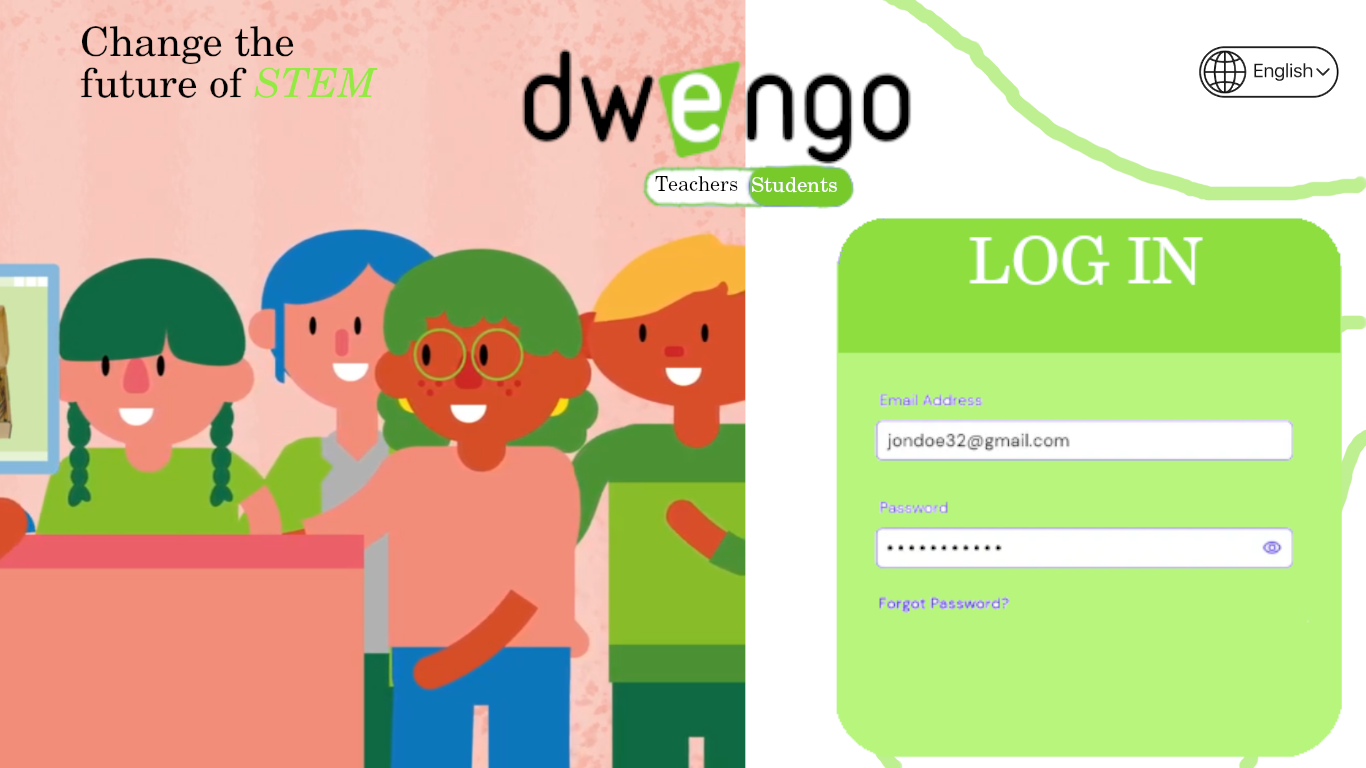 Change the
future of STEM
dwengo
English
Teachers Students
LOG IN
Email Address
jondoe32@gmail.com
Password
•••••••••••
Forgot Password?